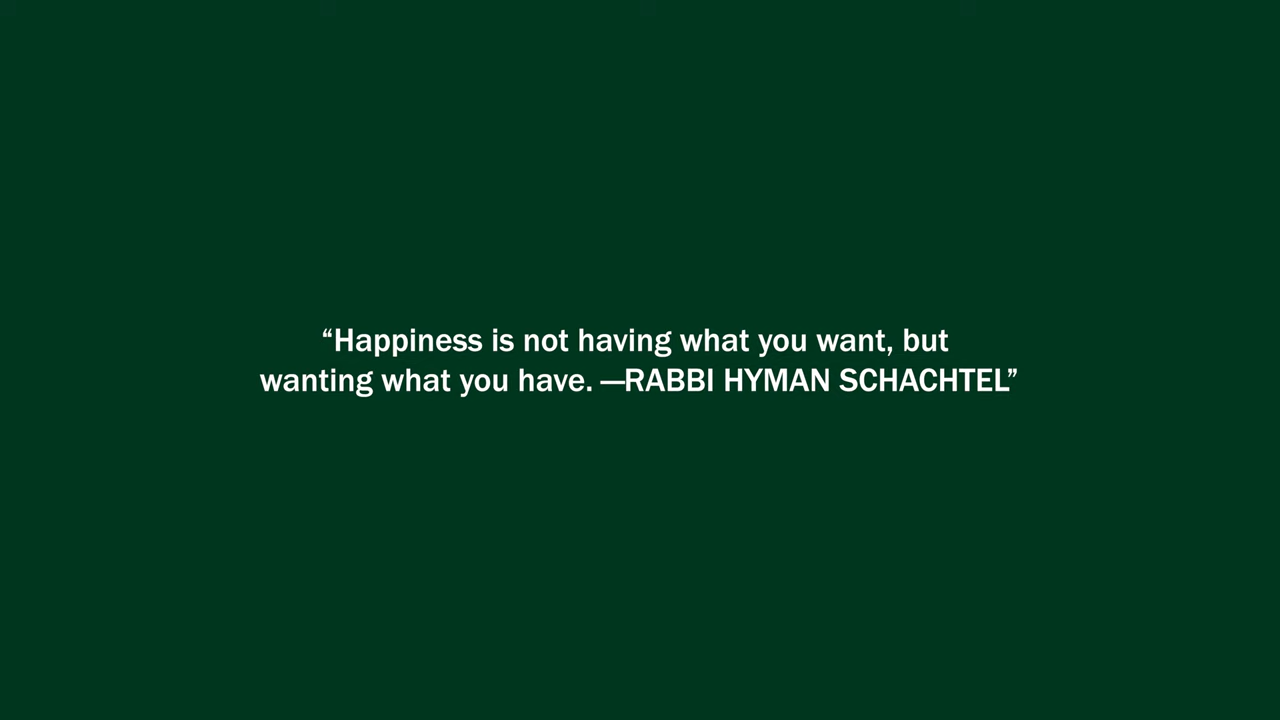 “Happiness is not having what you want, but
wanting what you have. —RABBI HYMAN SCHACHTEL”